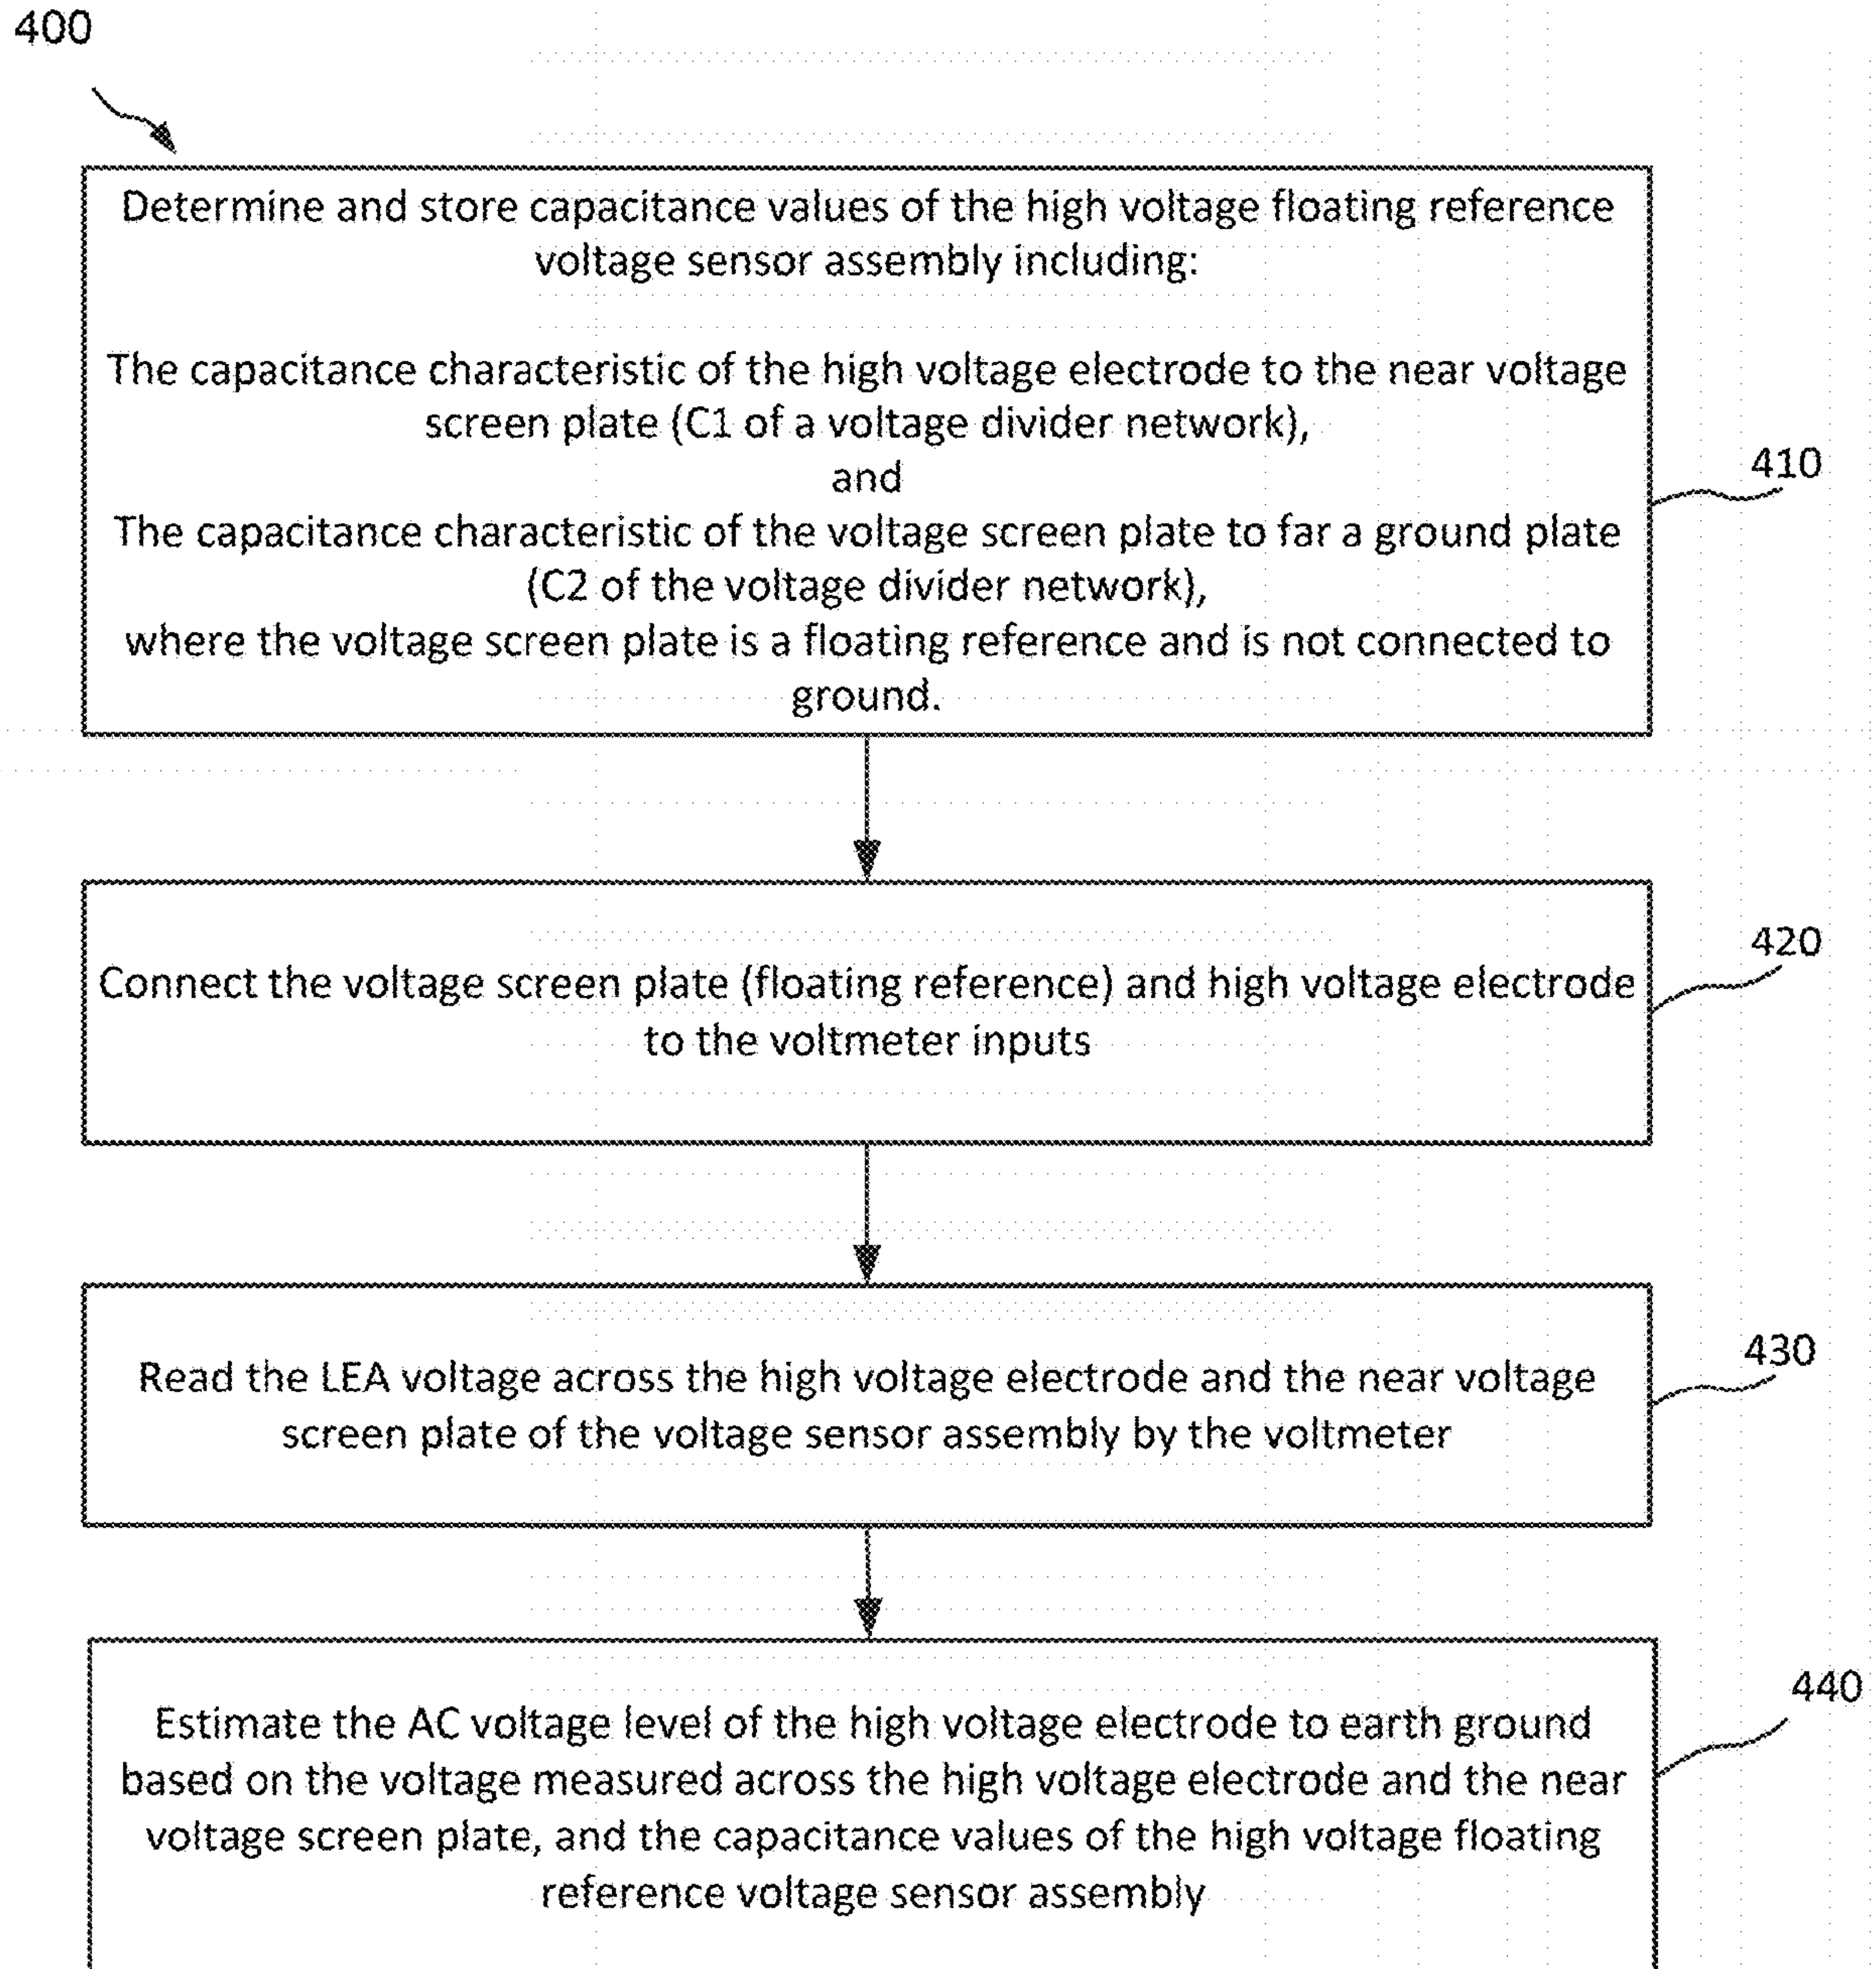 400
Determine and store capacitance values of the high voltage floating reference
voltage sensor assembly including:
The capacitance characteristic of the high voltage electrode to the near voltage
screen plate (C1 of a voltage divider network),
and
The capacitance characteristic of the voltage screen plate to far a ground plate
(C2 of the voltage divider network),
where the voltage screen plate is a floating reference and is not connected to
ground.
410
Connect the voltage screen plate (floating reference) and high voltage electrode
to the voltmeter inputs
420
Read the LEA voltage across the high voltage electrode and the near voltage
screen plate of the voltage sensor assembly by the voltmeter
430
Estimate the AC voltage level of the high voltage electrode to earth ground
based on the voltage measured across the high voltage electrode and the near
voltage screen plate, and the capacitance values of the high voltage floating
reference voltage sensor assembly
440